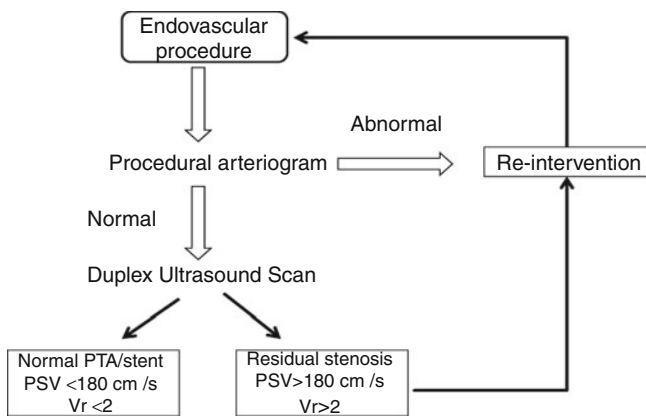 Endovascular
procedure
Abnormal
Procedural arteriogram
Re-intervention
Normal
Duplex Ultrasound Scan
Normal PTA/stent
PSV <180 cm /s
Vr <2
Residual stenosis
PSV>180 cm /s
Vr>2